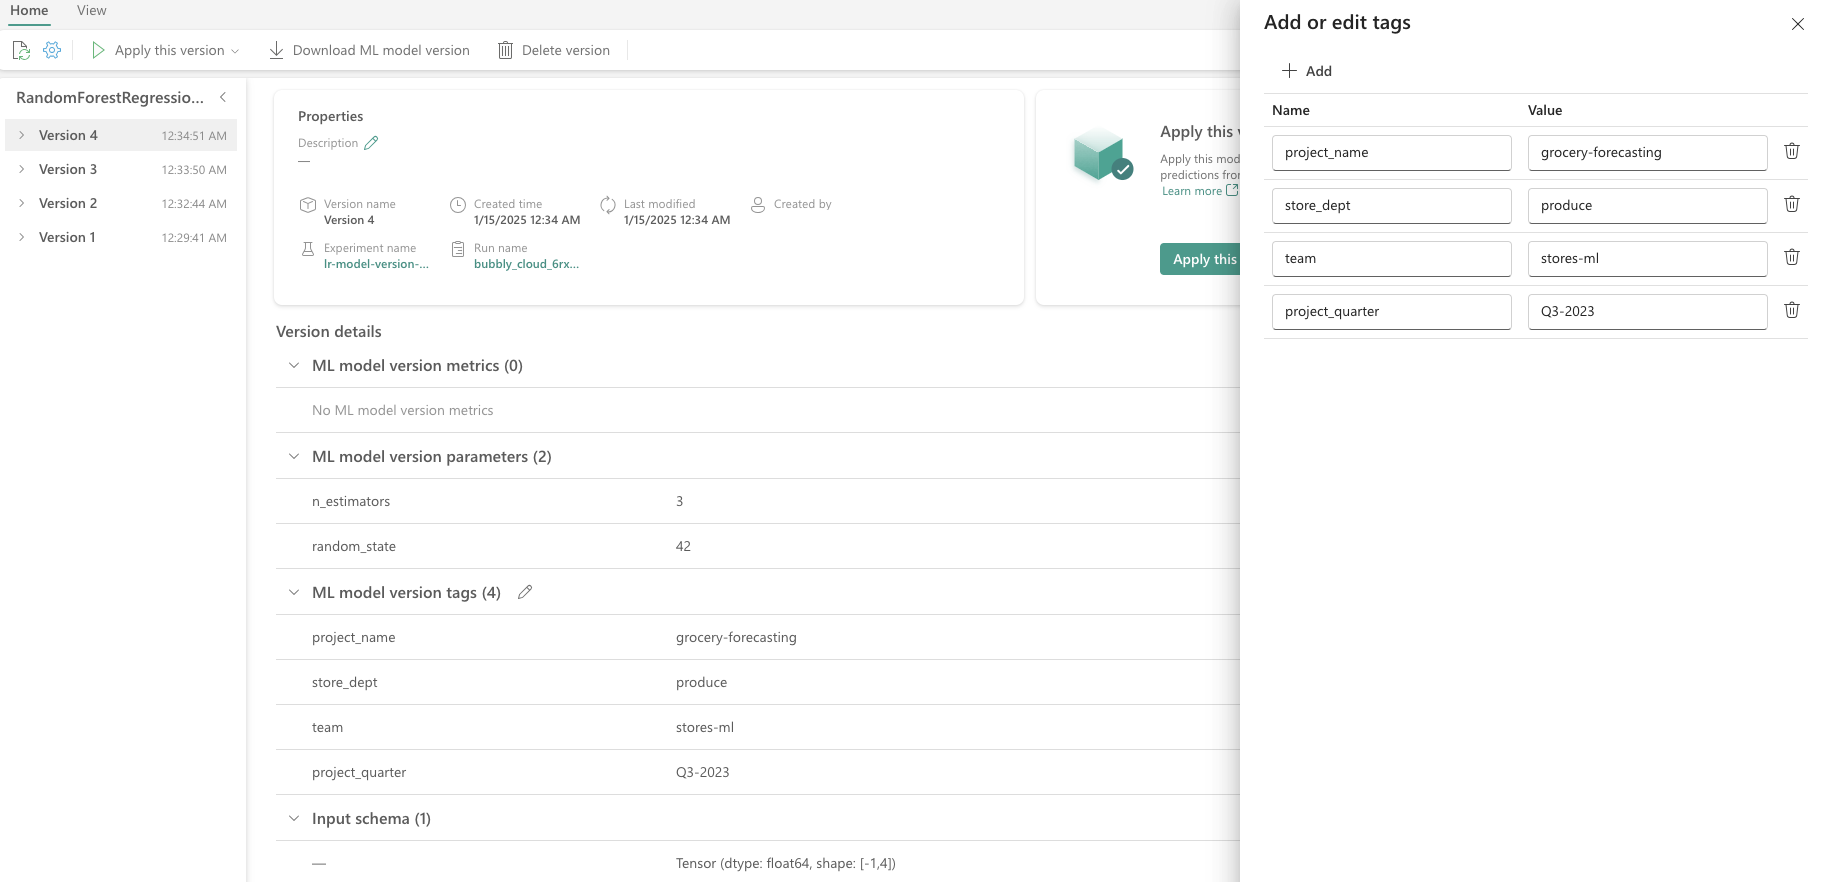 Home View
Apply this version Download ML model version Delete version
RandomForestRegressio...
Version 4 12:34:51 AM
Version 3 12:33:50 AM
Version 2 12:32:44 AM
Version 1 12:29:41 AM
Properties
Description
—
Version name
Version 4
Created time
1/15/2025 12:34 AM
Last modified
1/15/2025 12:34 AM
Created by
Experiment name
lr-model-version-...
Run name
bubbly_cloud_6rx...
Apply this
Apply this mod
predictions from
Learn more
Apply this
Version details
ML model version metrics (0)
No ML model version metrics
ML model version parameters (2)
n_estimators 3
random_state 42
ML model version tags (4)
project_name grocery-forecasting
store_dept produce
team stores-ml
project_quarter Q3-2023
Input schema (1)
— Tensor (dtype: float64, shape: [-1,4])
Add or edit tags
Add
Name Value
project_name grocery-forecasting
store_dept produce
team stores-ml
project_quarter Q3-2023